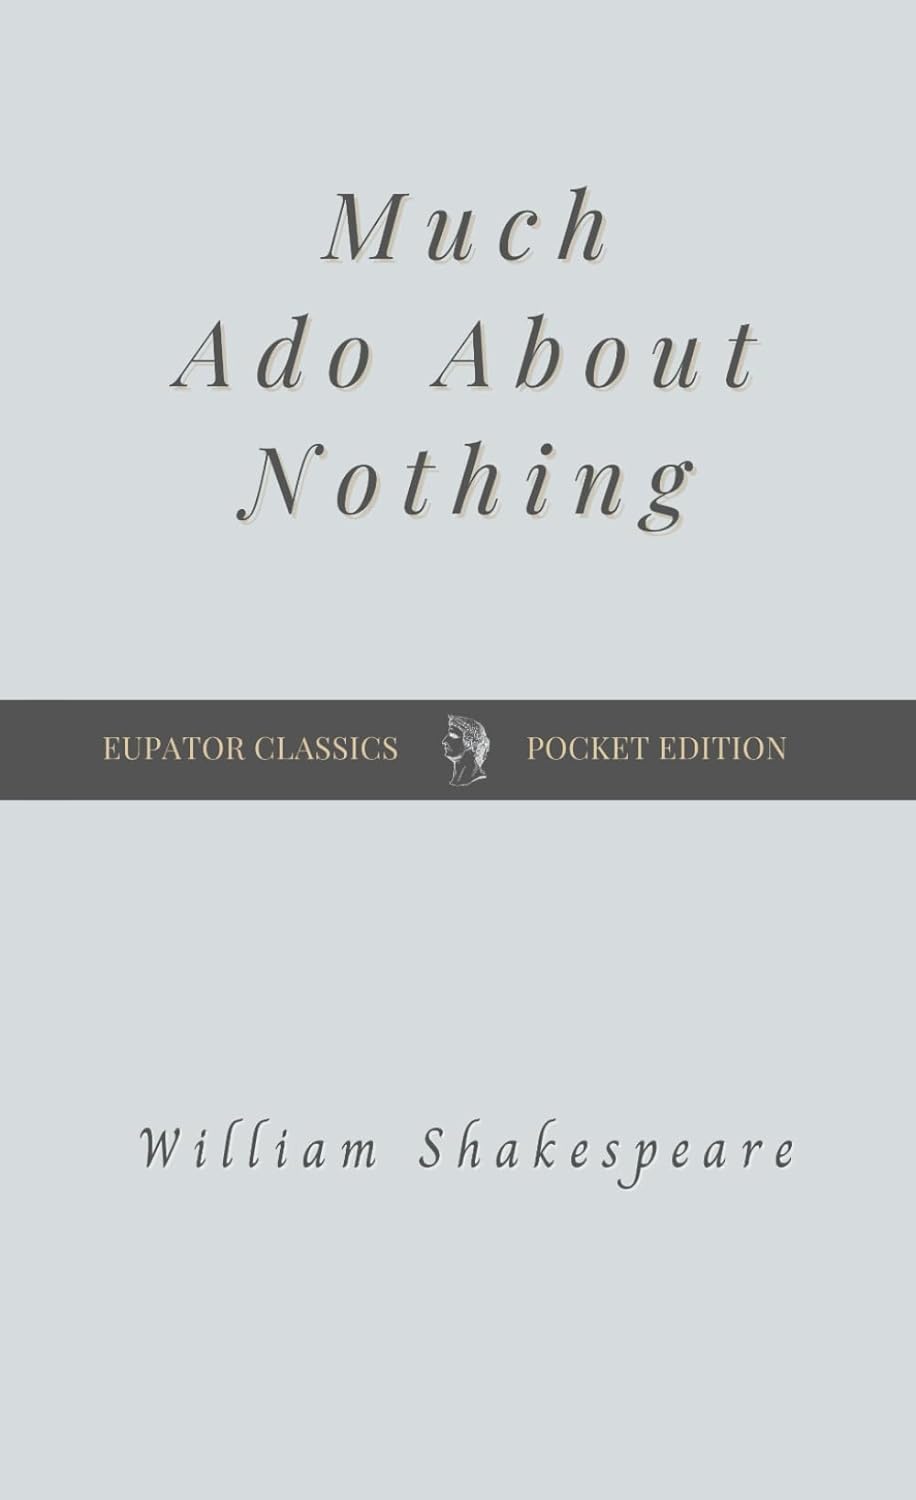 Much
Ado About
Nothing
EUPATOR CLASSICS POCKET EDITION
William Shakespeare